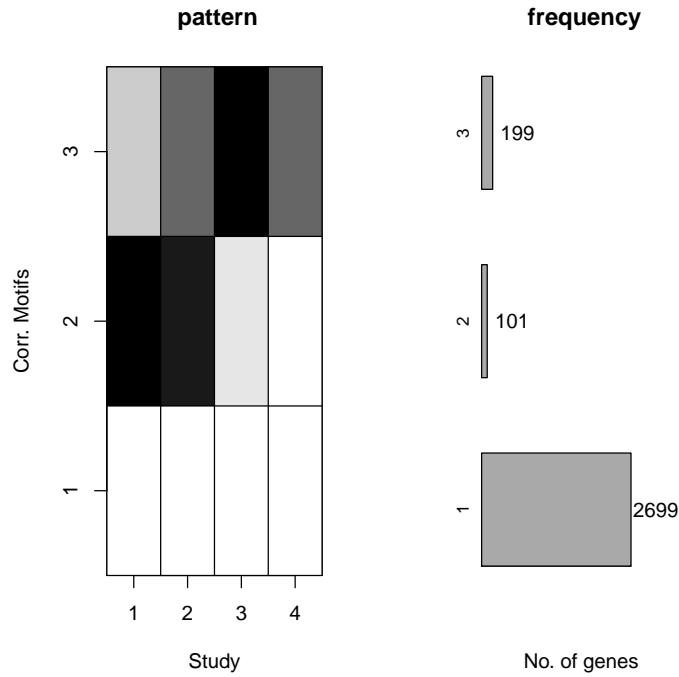 pattern
frequency
3
2
1
Corr. Motifs
1 2 3 4
Study
3
199
2
101
1
2699
No. of genes